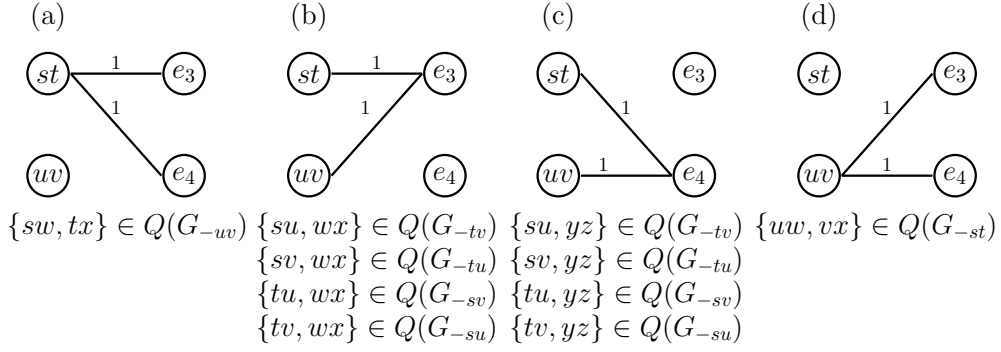 (a) (b) (c) (d)
st 1 e₃ st 1 e₃ st e₃ st e₃
1 1 1 1
uv e₄ uv e₄ uv 1 e₄ uv 1 e₄
{sw, tx} ∈ Q(G₋ᵤᵥ) {su, wx} ∈ Q(G₋ₜᵥ) {su, yz} ∈ Q(G₋ₜᵥ) {uw, vx} ∈ Q(G₋ₛₜ)
{sv, wx} ∈ Q(G₋ₜᵤ) {sv, yz} ∈ Q(G₋ₜᵤ)
{tu, wx} ∈ Q(G₋ₛᵥ) {tu, yz} ∈ Q(G₋ₛᵥ)
{tv, wx} ∈ Q(G₋ₛᵤ) {tv, yz} ∈ Q(G₋ₛᵤ)